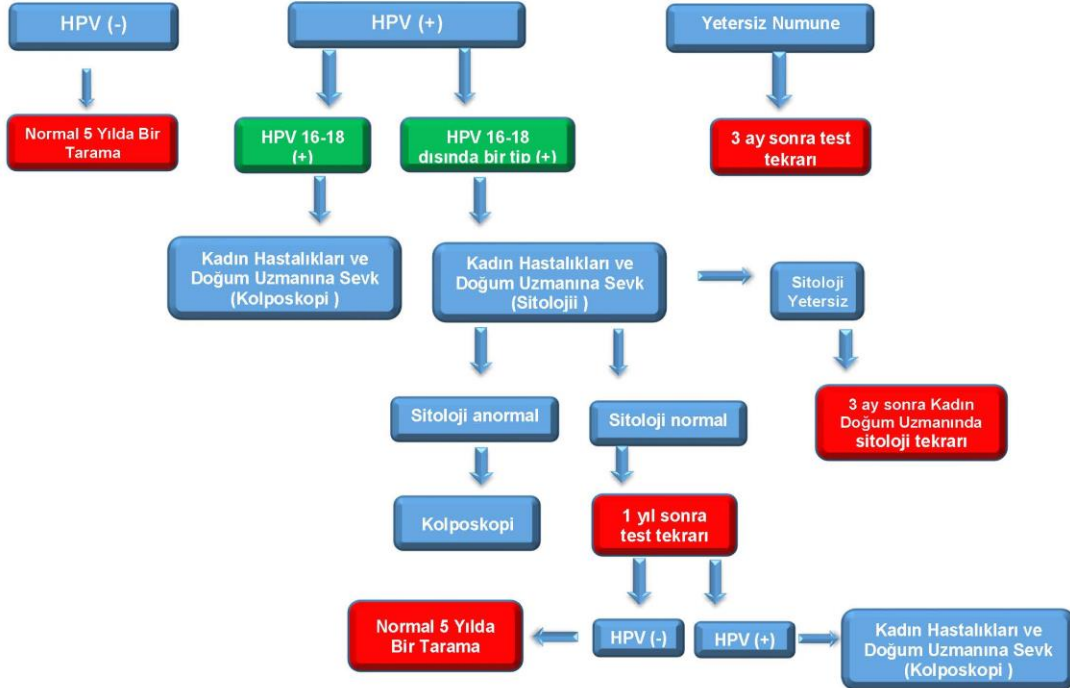 HPV (-)
HPV (+)
Yetersiz Numune
Normal 5 Yılda Bir
Tarama
HPV 16-18
(+)
HPV 16-18
dışında bir tip (+)
3 ay sonra test
tekrarı
Kadın Hastalıkları ve
Doğum Uzmanına Sevk
(Kolposkopi )
Kadın Hastalıkları ve
Doğum Uzmanına Sevk
(Sitolojii )
Sitoloji
Yetersiz
Sitoloji anormal
Sitoloji normal
3 ay sonra Kadın
Doğum Uzmanında
sitoloji tekrarı
Kolposkopi
1 yıl sonra
test tekrarı
Normal 5 Yılda
Bir Tarama
HPV (-)
HPV (+)
Kadın Hastalıkları ve
Doğum Uzmanına Sevk
(Kolposkopi )